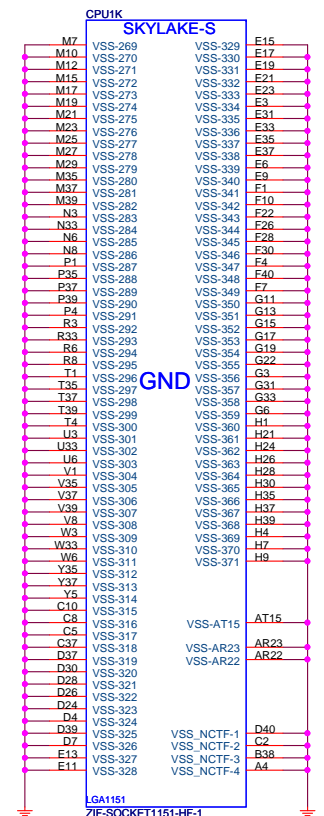 CPU1K
SKYLAKE-S
M7 VSS-269 VSS-329 E15
M10 VSS-270 VSS-330 E17
M12 VSS-271 VSS-331 E19
M15 VSS-272 VSS-332 E21
M17 VSS-273 VSS-333 E23
M19 VSS-274 VSS-334 E3
M21 VSS-275 VSS-335 E31
M23 VSS-276 VSS-336 E33
M25 VSS-277 VSS-337 E35
M27 VSS-278 VSS-338 E37
M29 VSS-279 VSS-339 E6
M35 VSS-280 VSS-340 E9
M37 VSS-281 VSS-341 F1
M39 VSS-282 VSS-342 F10
N3 VSS-283 VSS-343 F22
N33 VSS-284 VSS-344 F26
N6 VSS-285 VSS-345 F28
N8 VSS-286 VSS-346 F30
P1 VSS-287 VSS-347 F4
P35 VSS-288 VSS-348 F40
P37 VSS-289 VSS-349 F7
P39 VSS-290 VSS-350 G11
P4 VSS-291 VSS-351 G13
R3 VSS-292 VSS-352 G15
R33 VSS-293 VSS-353 G17
R6 VSS-294 VSS-354 G19
R8 VSS-295 VSS-355 G22
T1 VSS-296 VSS-356 G3
GND
T35 VSS-297 VSS-357 G31
T37 VSS-298 VSS-358 G33
T39 VSS-299 VSS-359 G6
T4 VSS-300 VSS-360 H1
U3 VSS-301 VSS-361 H21
U33 VSS-302 VSS-362 H24
U6 VSS-303 VSS-363 H26
V1 VSS-304 VSS-364 H28
V35 VSS-305 VSS-365 H30
V37 VSS-306 VSS-366 H35
V39 VSS-307 VSS-367 H37
V8 VSS-308 VSS-368 H39
W3 VSS-309 VSS-369 H4
W33 VSS-310 VSS-370 H7
W6 VSS-311 VSS-371 H9
Y35 VSS-312
Y37 VSS-313
Y5 VSS-314
C10 VSS-315
C8 VSS-316 VSS-AT15 AT15
C5 VSS-317
C37 VSS-318 VSS-AR23 AR23
D37 VSS-319 VSS-AR22 AR22
D30 VSS-320
D28 VSS-321
D26 VSS-322
D24 VSS-323
D4 VSS-324
D39 VSS-325 VSS_NCTF-1 D40
D7 VSS-326 VSS_NCTF-2 C2
E13 VSS-327 VSS_NCTF-3 B38
E11 VSS-328 VSS_NCTF-4 A4
LGA1151
ZIF-SOCKET1151-HF-1